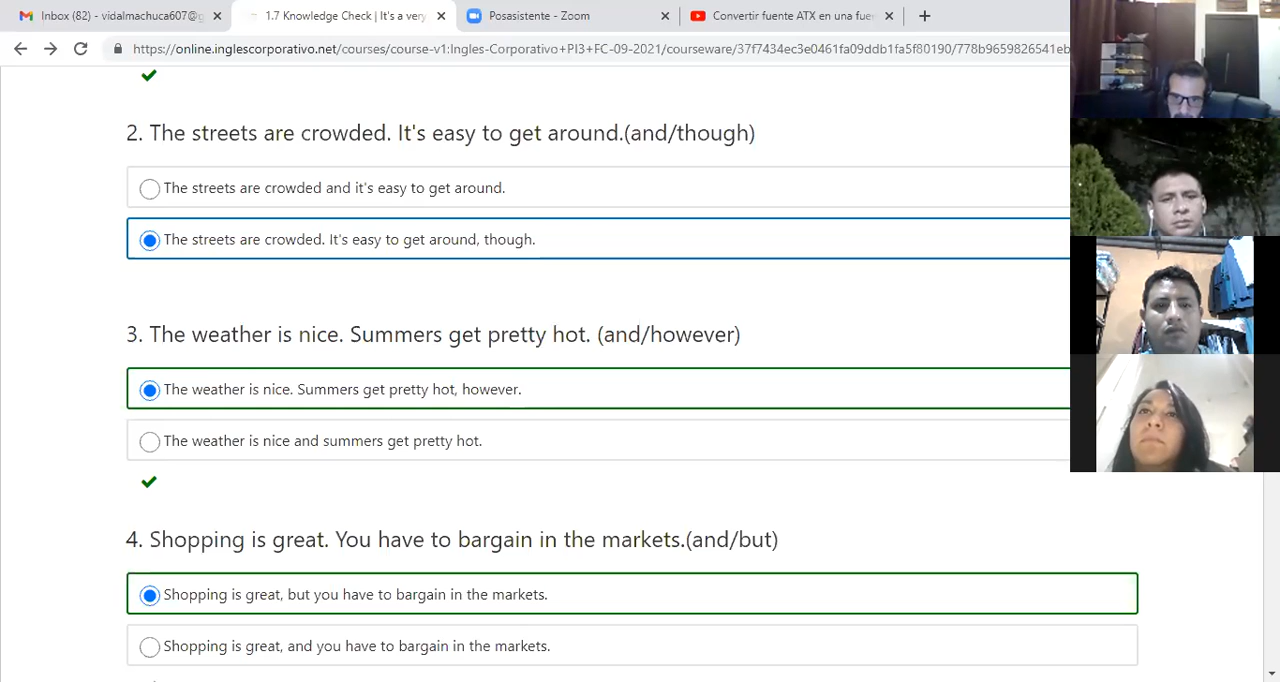 Inbox (82) - vidalmachuca607@g
1.7 Knowledge Check | It's a very
Posasistente - Zoom
Convertir fuente ATX en una fue
https://online.inglescorporativo.net/courses/course-v1:Ingles-Corporativo+PI3+FC-09-2021/courseware/37f7434ec3e0461fa09ddb1fa5f80190/778b9659826541eb
2. The streets are crowded. It's easy to get around.(and/though)
The streets are crowded and it's easy to get around.
The streets are crowded. It's easy to get around, though.
3. The weather is nice. Summers get pretty hot. (and/however)
The weather is nice. Summers get pretty hot, however.
The weather is nice and summers get pretty hot.
4. Shopping is great. You have to bargain in the markets.(and/but)
Shopping is great, but you have to bargain in the markets.
Shopping is great, and you have to bargain in the markets.